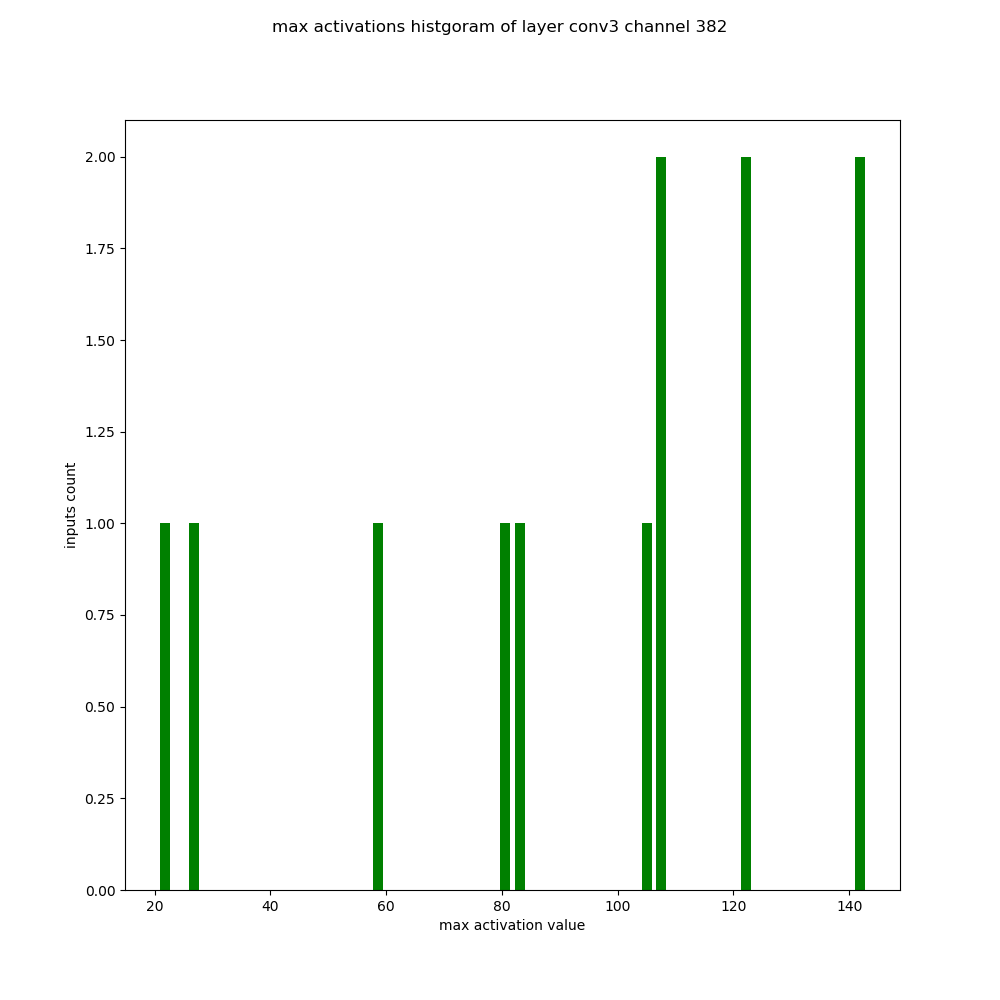 max activations histgoram of layer conv3 channel 382
2.00
1.75
1.50
1.25
1.00
0.75
0.50
0.25
0.00
inputs count
20 40 60 80 100 120 140
max activation value